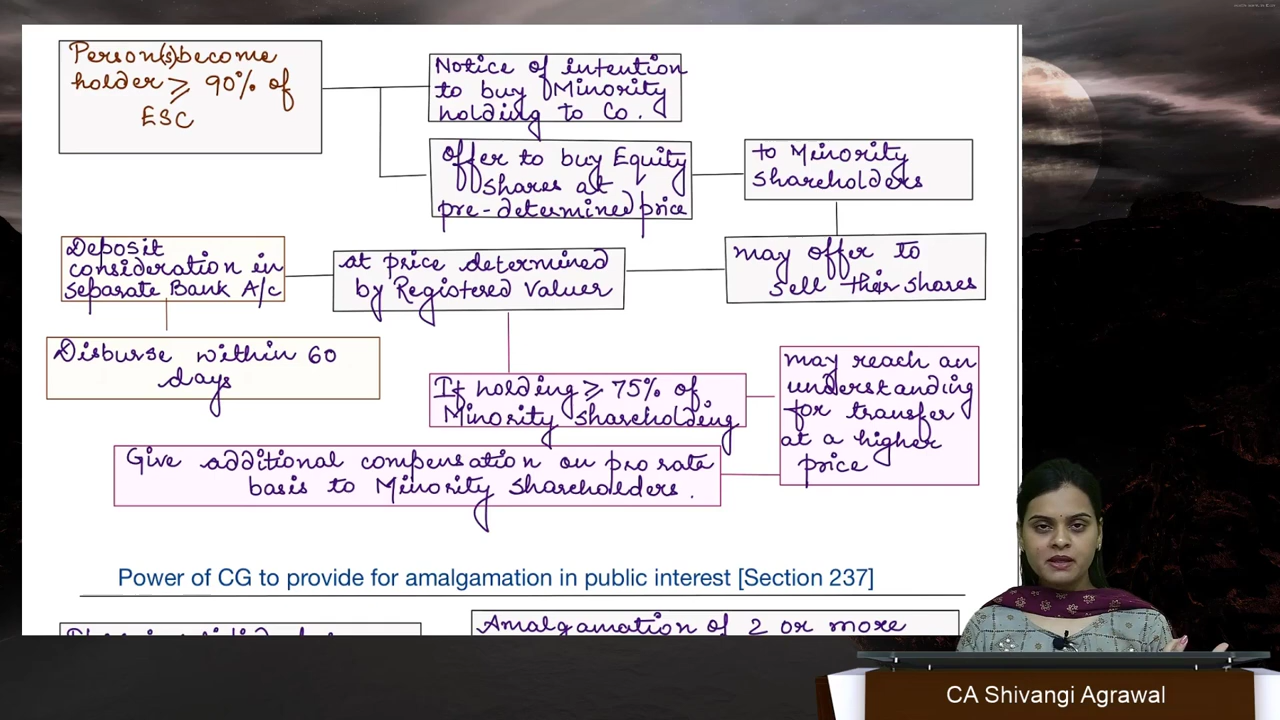 Person(s) become
holder ≥ 90% of
ESC
Notice of intention
to buy Minority
holding to Co.
Offer to buy Equity
shares at
pre-determined price
to Minority
shareholders
may offer to
sell their shares
at price determined
by Registered Valuer
Deposit
consideration in
separate Bank A/c
Disburse within 60
days
If holding ≥ 75% of
Minority shareholding
may reach an
understanding
for transfer
at a higher
price
Give additional compensation on pro rata
basis to Minority shareholders.
Power of CG to provide for amalgamation in public interest [Section 237]
Amalgamation of 2 or more
CA Shivangi Agrawal